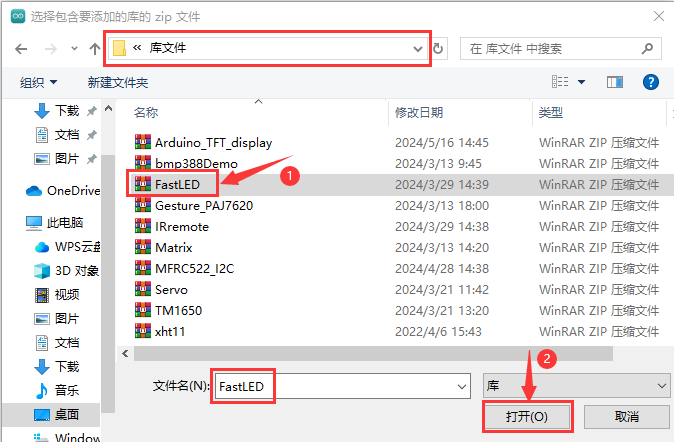 选择包含要添加的库的 zip 文件
« 库文件
在 库文件 中搜索
组织 新建文件夹
名称 修改日期 类型
下载
文档
图片
OneDrive
此电脑
WPS云盘
3D 对象
视频
图片
文档
下载
音乐
桌面
Windows
Arduino_TFT_display 2024/5/16 14:45 WinRAR ZIP 压缩文件
bmp388Demo 2024/3/13 9:45 WinRAR ZIP 压缩文件
FastLED 2024/3/29 14:39 WinRAR ZIP 压缩文件
1
Gesture_PAJ7620 2024/3/13 18:00 WinRAR ZIP 压缩文件
IRremote 2024/3/29 14:38 WinRAR ZIP 压缩文件
Matrix 2024/3/13 14:20 WinRAR ZIP 压缩文件
MFRC522_I2C 2024/4/28 14:38 WinRAR ZIP 压缩文件
Servo 2024/3/21 11:42 WinRAR ZIP 压缩文件
TM1650 2024/3/21 13:20 WinRAR ZIP 压缩文件
xht11 2022/4/6 15:43 WinRAR ZIP 压缩文件
2
文件名(N): FastLED 库
打开(O) 取消